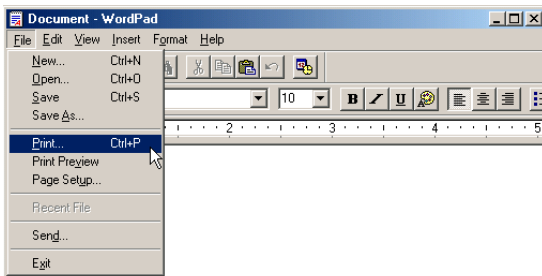 Document - WordPad
File Edit View Insert Format Help
New... Ctrl+N
Open... Ctrl+O
Save Ctrl+S
Save As...
10 B / U
Print... Ctrl+P
2 3 4 5
Print Preview
Page Setup...
Recent File
Send...
Exit